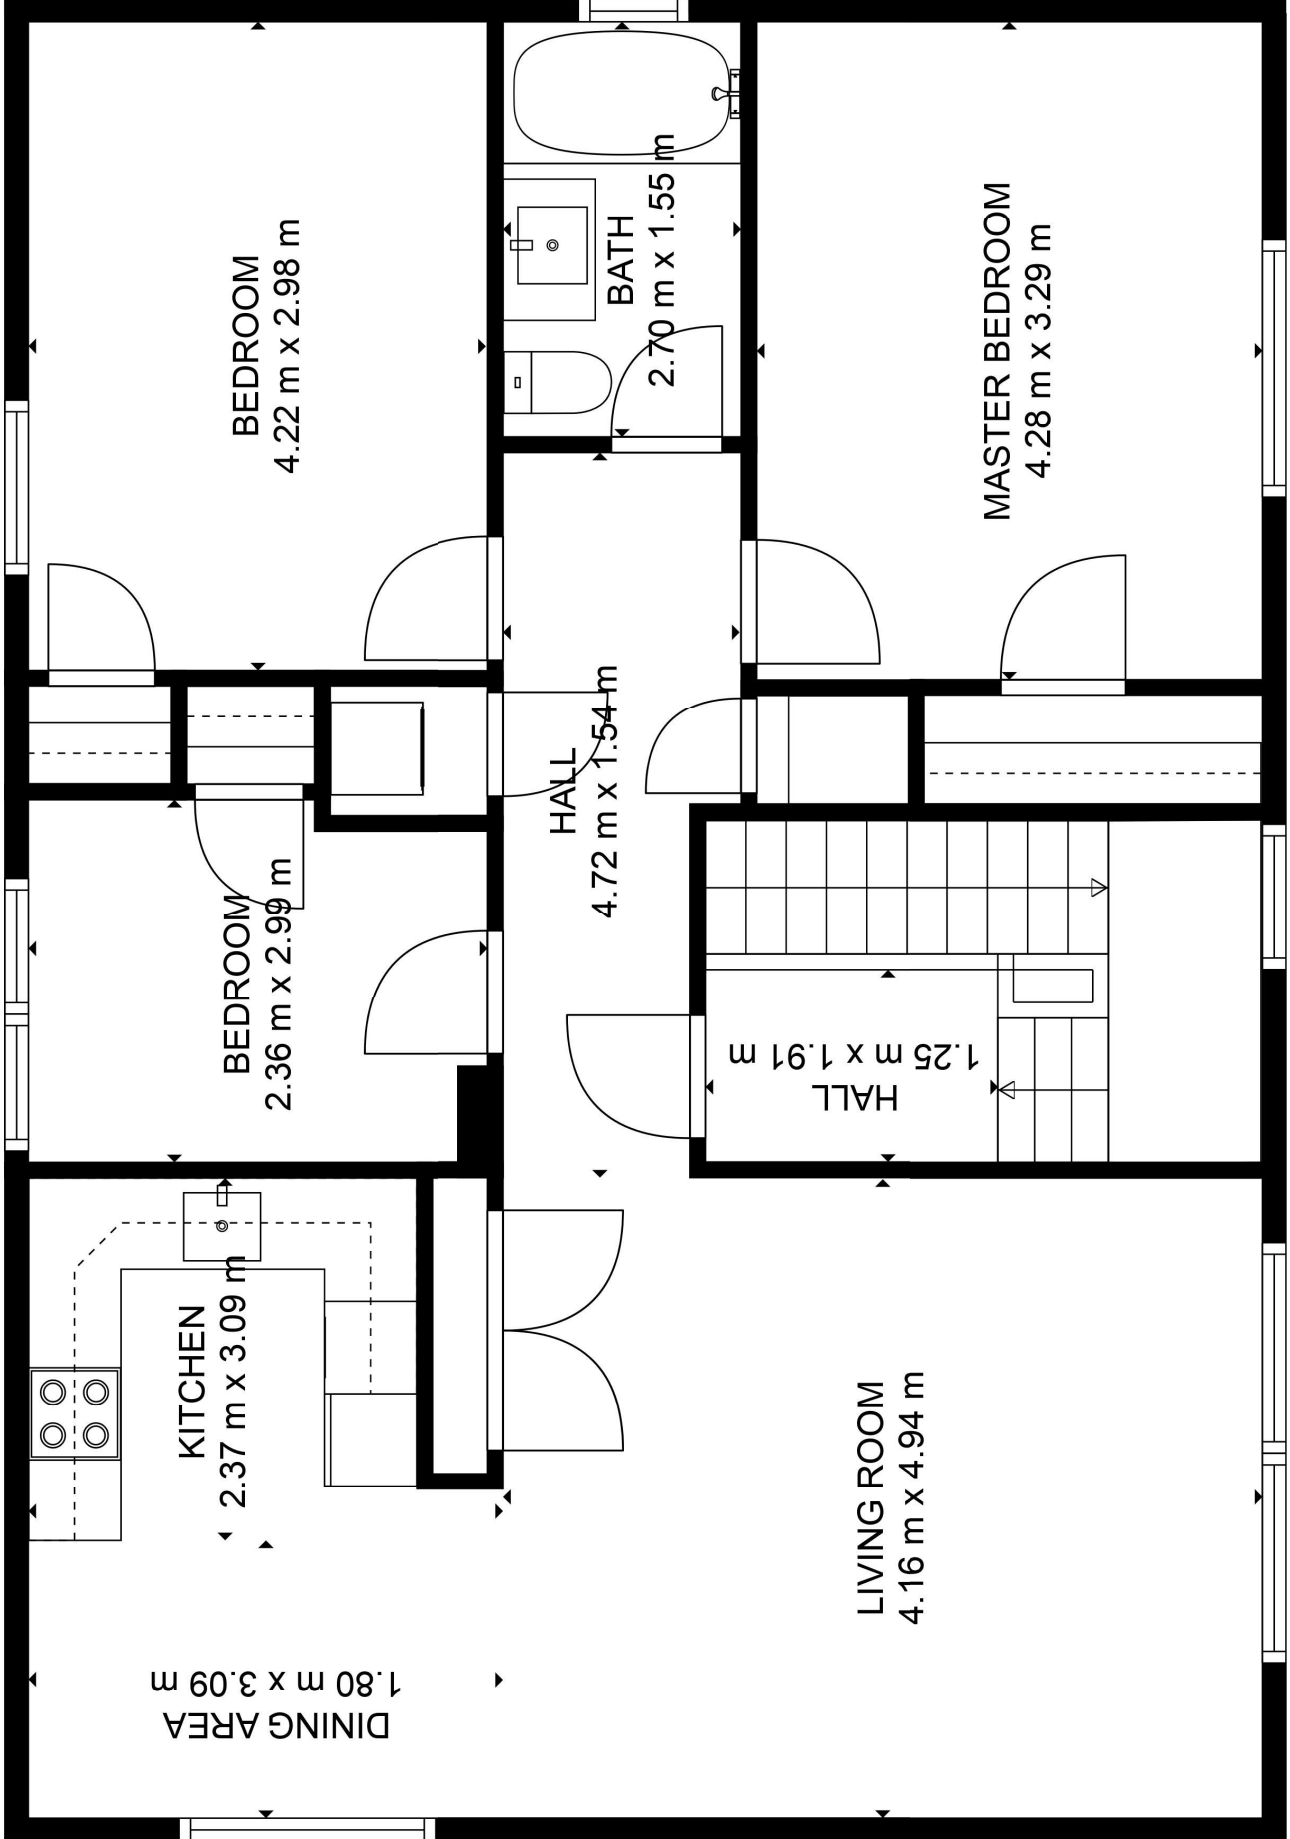 BEDROOM
4.22 m x 2.98 m
BATH
2.70 m x 1.55 m
MASTER BEDROOM
4.28 m x 3.29 m
HALL
4.72 m x 1.54 m
BEDROOM
2.36 m x 2.99 m
HALL
1.25 m x 1.91 m
KITCHEN
2.37 m x 3.09 m
LIVING ROOM
4.16 m x 4.94 m
DINING AREA
1.80 m x 3.09 m